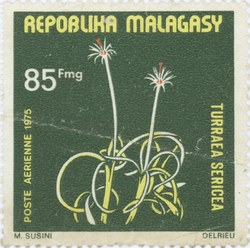 REPOBLIKA MALAGASY
85 Fmg
POSTE AERIENNE 1975
TURRAEA SERICEA
M. SUSINI
DELRIEU